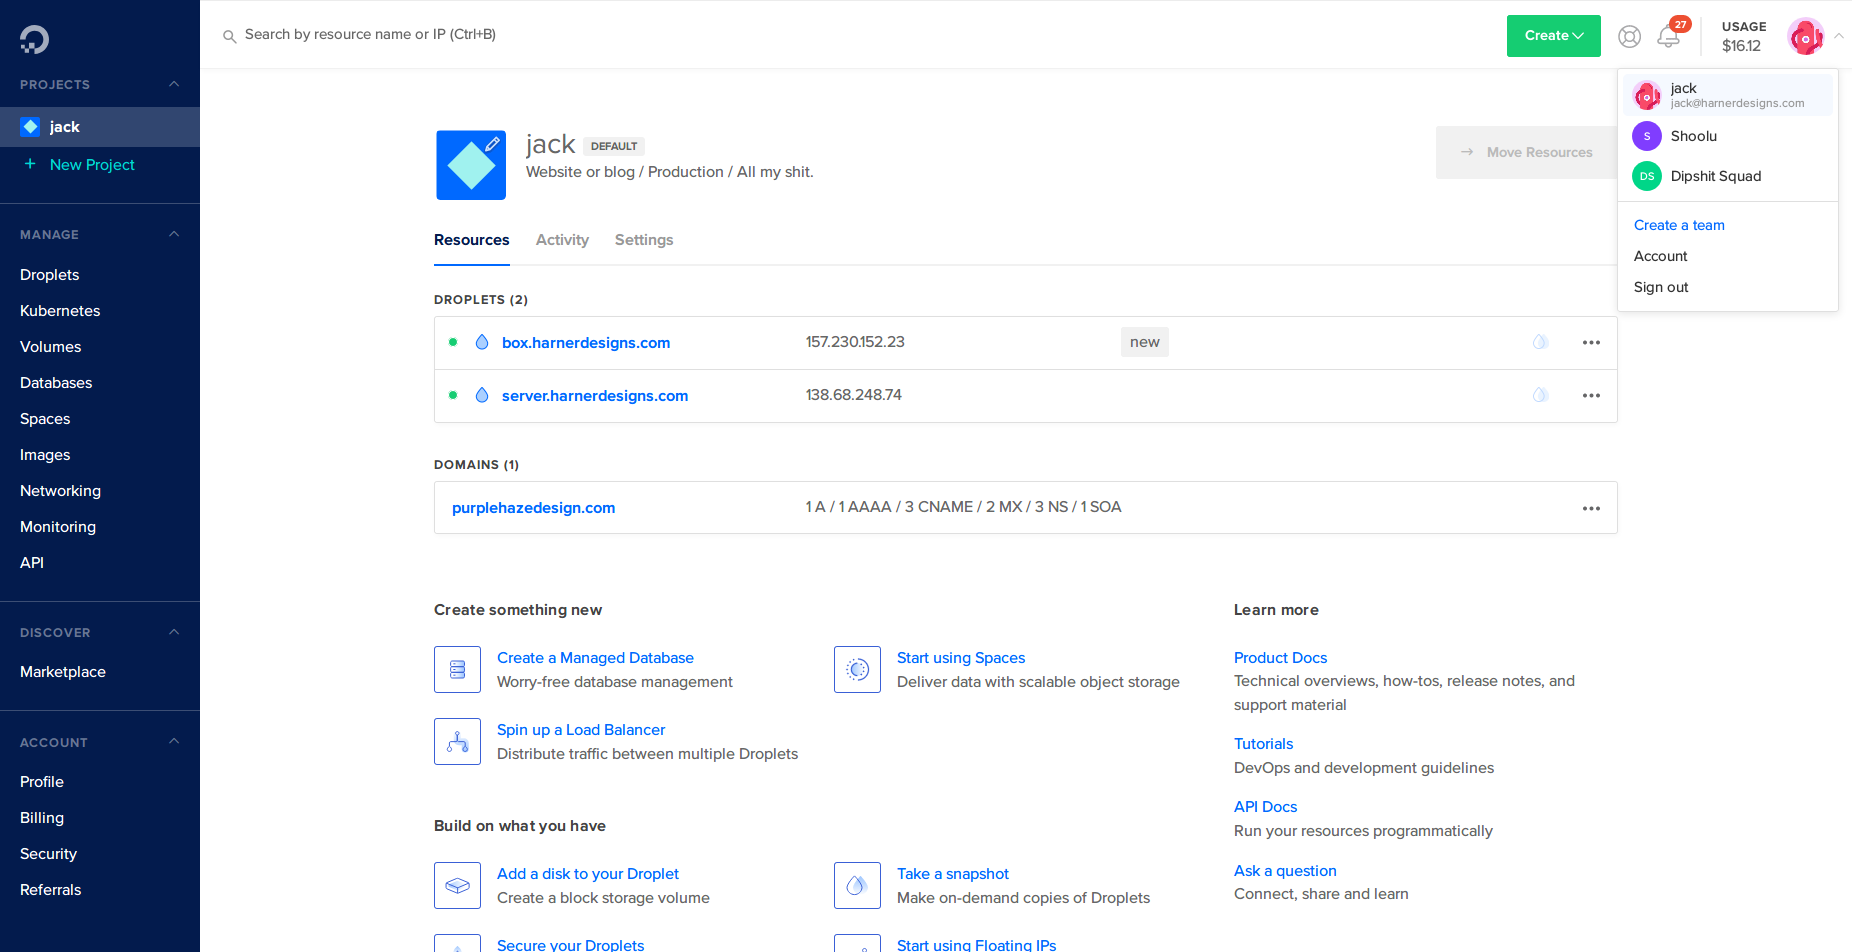 PROJECTS
jack
+ New Project
MANAGE
Droplets
Kubernetes
Volumes
Databases
Spaces
Images
Networking
Monitoring
API
DISCOVER
Marketplace
ACCOUNT
Profile
Billing
Security
Referrals
Search by resource name or IP (Ctrl+B)
Create
27
USAGE
$16.12
jack
jack@harnerdesigns.com
S Shoolu
DS Dipshit Squad
Create a team
Account
Sign out
jack DEFAULT
Website or blog / Production / All my shit.
→ Move Resources
Resources Activity Settings
DROPLETS (2)
box.harnerdesigns.com 157.230.152.23 new
server.harnerdesigns.com 138.68.248.74
DOMAINS (1)
purplehazedesign.com 1 A / 1 AAAA / 3 CNAME / 2 MX / 3 NS / 1 SOA
Create something new
Create a Managed Database
Worry-free database management
Start using Spaces
Deliver data with scalable object storage
Spin up a Load Balancer
Distribute traffic between multiple Droplets
Build on what you have
Add a disk to your Droplet
Create a block storage volume
Take a snapshot
Make on-demand copies of Droplets
Secure your Droplets
Start using Floating IPs
Learn more
Product Docs
Technical overviews, how-tos, release notes, and
support material
Tutorials
DevOps and development guidelines
API Docs
Run your resources programmatically
Ask a question
Connect, share and learn